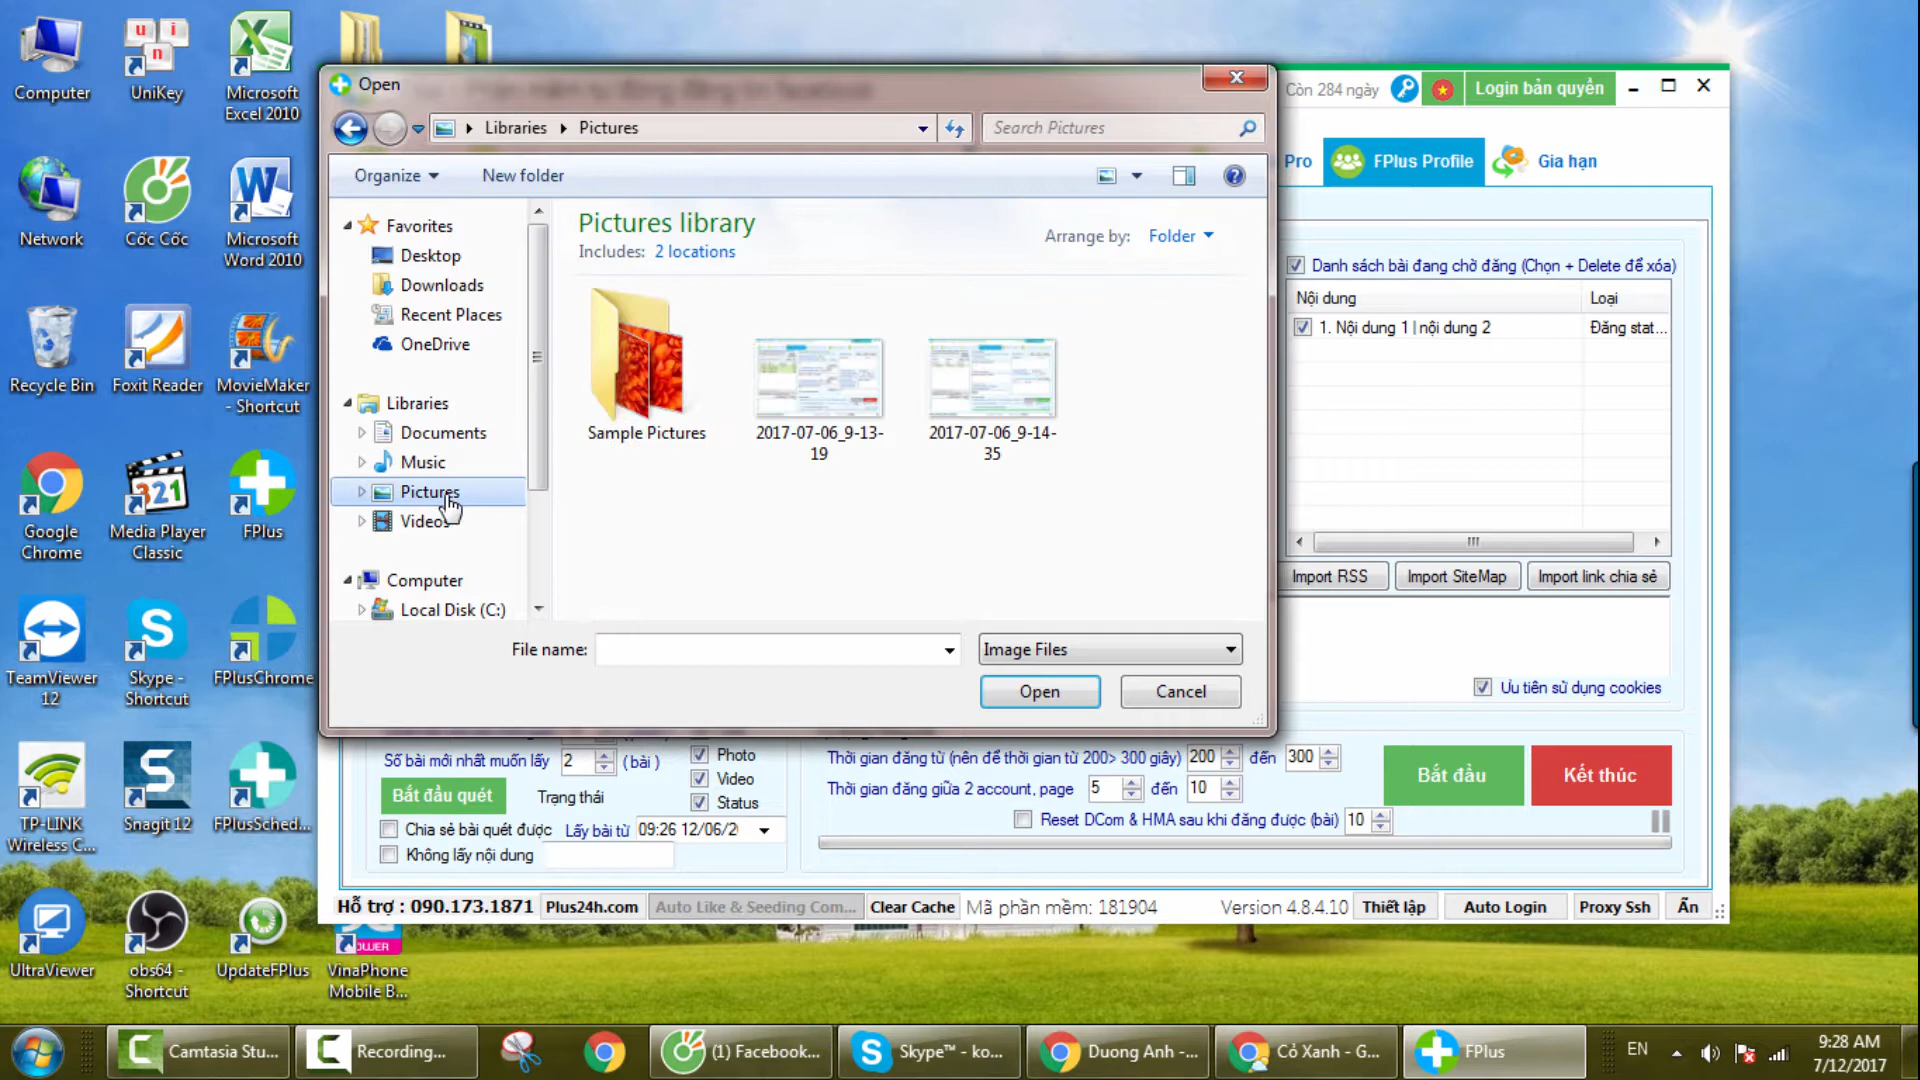 Computer
UniKey
Microsoft
Excel 2010
Network
Cốc Cốc
Microsoft
Word 2010
Recycle Bin
Foxit Reader
MovieMaker
- Shortcut
Google
Chrome
Media Player
Classic
FPlus
TeamViewer
12
Skype -
Shortcut
FPlusChrome
TP-LINK
Wireless C...
Snagit 12
FPlusSched...
UltraViewer
obs64 -
Shortcut
UpdateFPlus
VinaPhone
Mobile B...
Open
Libraries
Pictures
Search Pictures
Organize
New folder
Favorites
Desktop
Downloads
Recent Places
OneDrive
Libraries
Documents
Music
Pictures
Videos
Computer
Local Disk (C:)
Pictures library
Includes: 2 locations
Arrange by: Folder
Sample Pictures
2017-07-06_9-13-
19
2017-07-06_9-14-
35
File name:
Image Files
Open
Cancel
Còn 284 ngày
Login bản quyền
Pro
FPlus Profile
Gia hạn
Danh sách bài đang chờ đăng (Chọn + Delete để xóa)
Nội dung
Loại
1. Nội dung 1 | nội dung 2
Đăng stat...
Import RSS
Import SiteMap
Import link chia sẻ
Ưu tiên sử dụng cookies
Số bài mới nhất muốn lấy
2
( bài )
Photo
Video
Status
Bắt đầu quét
Trạng thái
Chia sẻ bài quét được
Lấy bài từ
09:26 12/06/2
Không lấy nội dung
Thời gian đăng từ (nên để thời gian từ 200> 300 giây)
200
đến
300
Thời gian đăng giữa 2 account, page
5
đến
10
Reset DCom & HMA sau khi đăng được (bài)
10
Bắt đầu
Kết thúc
Hỗ trợ : 090.173.1871
Plus24h.com
Auto Like & Seeding Com...
Clear Cache
Mã phần mềm: 181904
Version 4.8.4.10
Thiết lập
Auto Login
Proxy Ssh
Ẩn
Camtasia Stu...
Recording...
(1) Facebook...
Skype™ - ko...
Duong Anh -...
Cỏ Xanh - G...
FPlus
EN
9:28 AM
7/12/2017